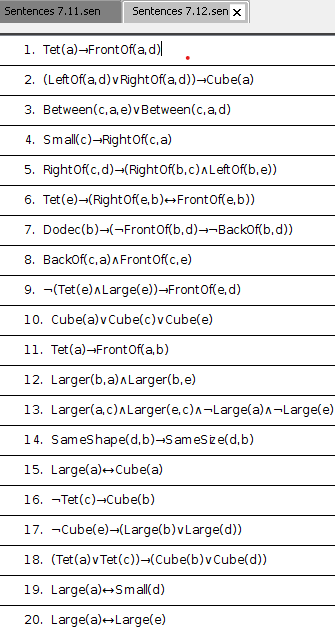 Sentences 7.11.sen Sentences 7.12.sen
1. Tet(a)→FrontOf(a,d)
2. (LeftOf(a,d)∨RightOf(a,d))→Cube(a)
3. Between(c,a,e)∨Between(c,a,d)
4. Small(c)→RightOf(c,a)
5. RightOf(c,d)→(RightOf(b,c)∧LeftOf(b,e))
6. Tet(e)→(RightOf(e,b)↔FrontOf(e,b))
7. Dodec(b)→(¬FrontOf(b,d)→¬BackOf(b,d))
8. BackOf(c,a)∧FrontOf(c,e)
9. ¬(Tet(e)∧Large(e))→FrontOf(e,d)
10. Cube(a)∨Cube(c)∨Cube(e)
11. Tet(a)→FrontOf(a,b)
12. Larger(b,a)∧Larger(b,e)
13. Larger(a,c)∧Larger(e,c)∧¬Large(a)∧¬Large(e)
14. SameShape(d,b)→SameSize(d,b)
15. Large(a)↔Cube(a)
16. ¬Tet(c)→Cube(b)
17. ¬Cube(e)→(Large(b)∨Large(d))
18. (Tet(a)∨Tet(c))→(Cube(b)∨Cube(d))
19. Large(a)↔Small(d)
20. Large(a)↔Large(e)